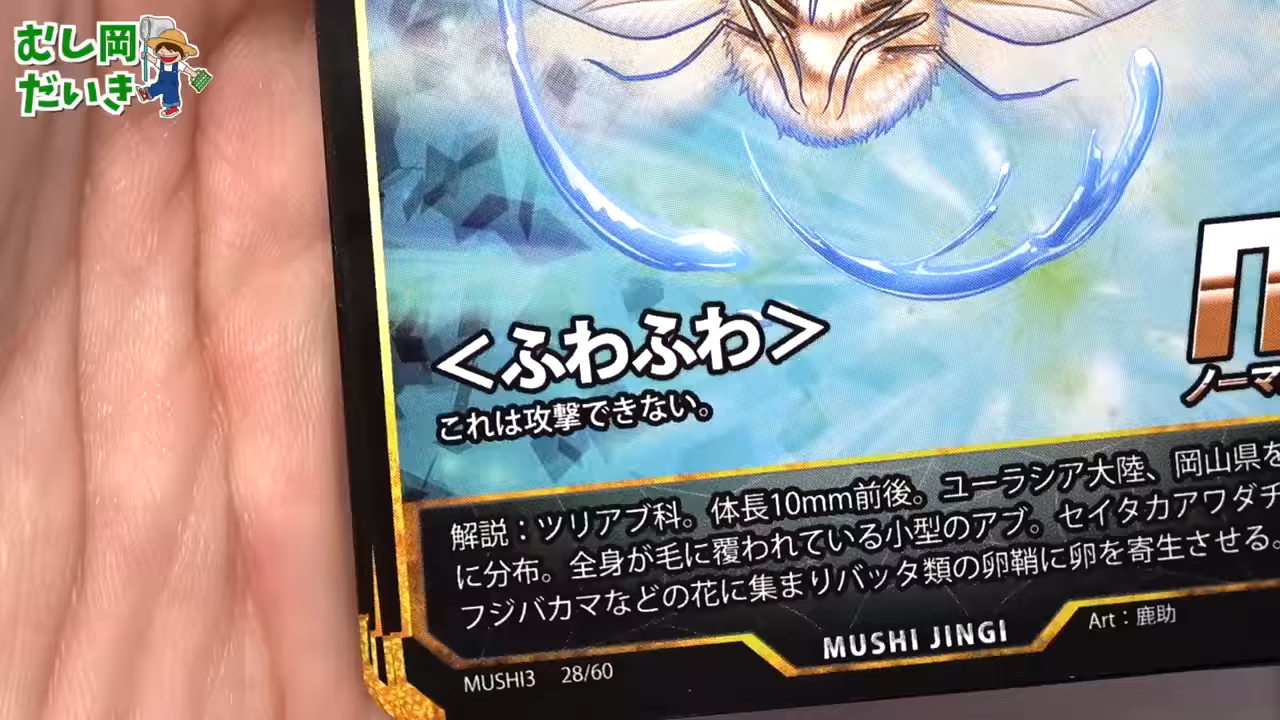 むし岡
だいき
<ふわふわ>
これは攻撃できない。
ノーマ
解説：ツリアブ科。体長10mm前後。ユーラシア大陸、岡山県を
に分布。全身が毛に覆われている小型のアブ。セイタカアワダチ
フジバカマなどの花に集まりバッタ類の卵鞘に卵を寄生させる。
MUSHI JINGI
Art：鹿助
MUSHI3 28/60